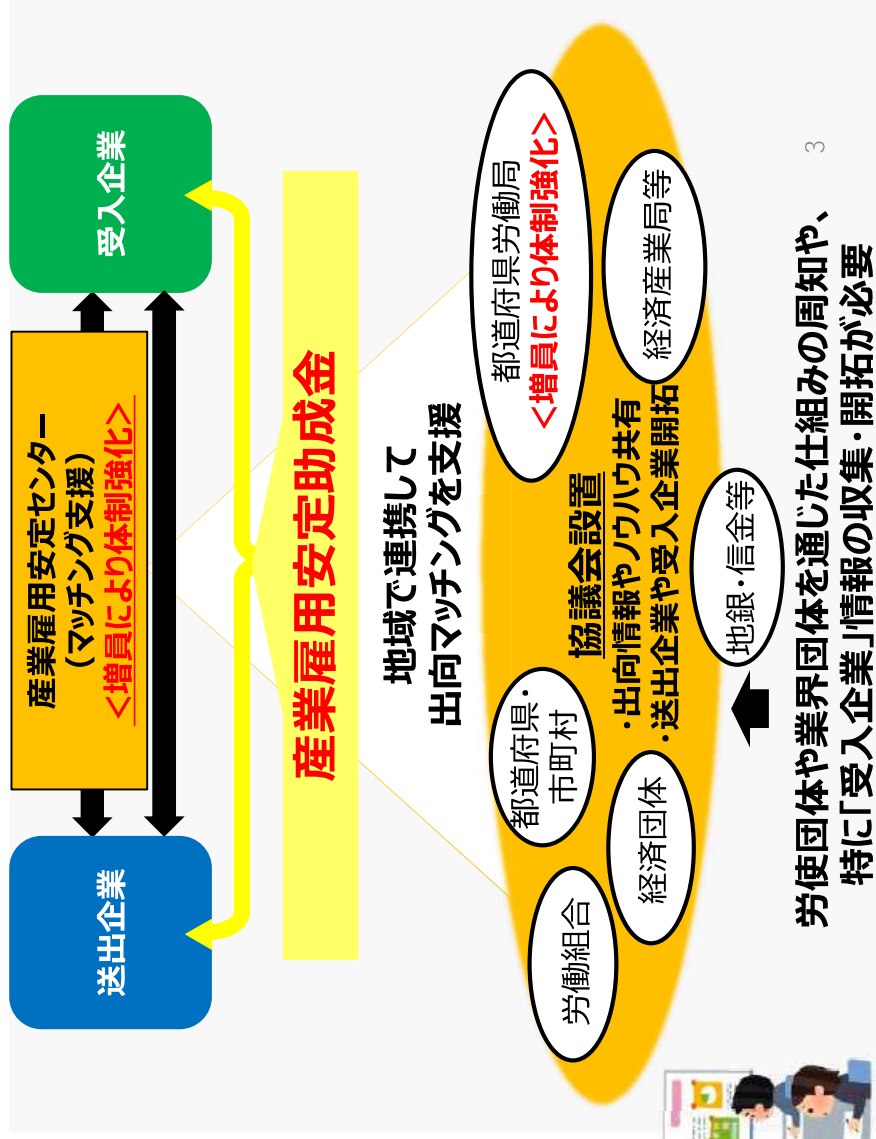 送出企業
産業雇用安定センター
（マッチング支援）
＜増員により体制強化＞
受入企業
産業雇用安定助成金
地域で連携して
出向マッチングを支援
協議会設置
・出向情報やノウハウ共有
・送出企業や受入企業開拓
労働組合
都道府県・
市町村
経済団体
地銀・信金等
都道府県労働局
＜増員により体制強化＞
経済産業局等
労使団体や業界団体を通じた仕組みの周知や、
特に「受入企業」情報の収集・開拓が必要
3